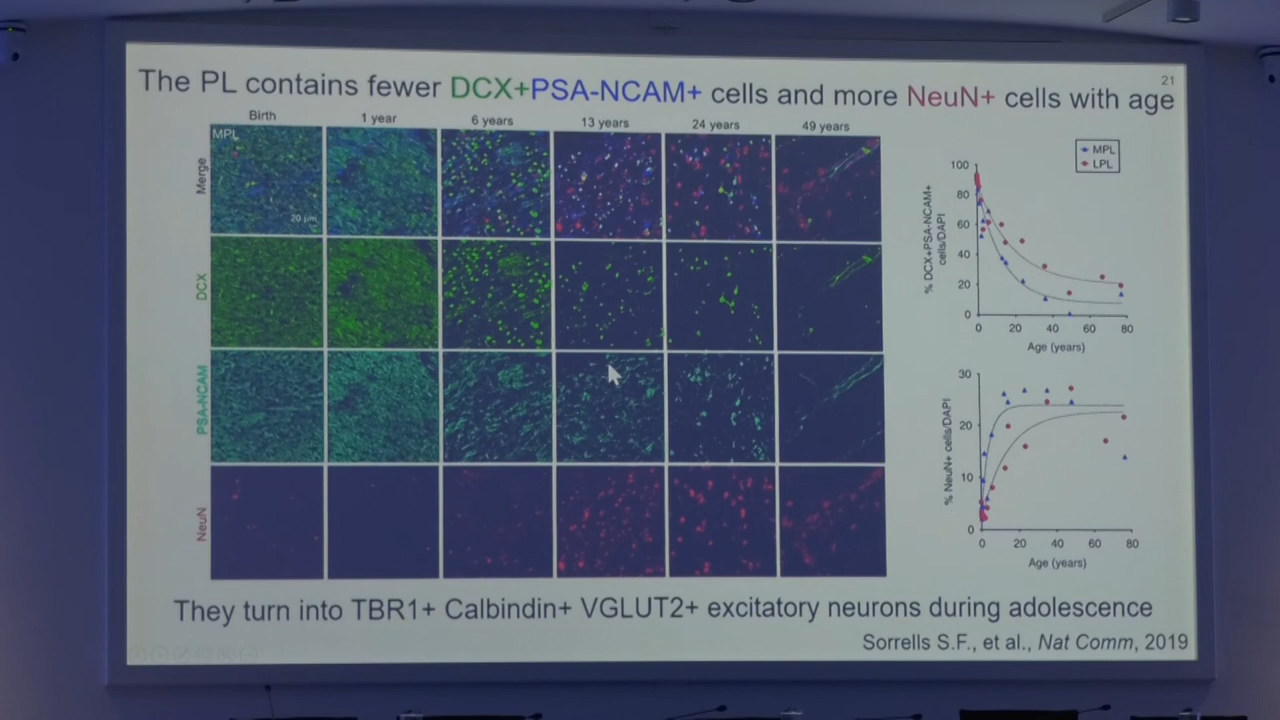 21
The PL contains fewer DCX+PSA-NCAM+ cells and more NeuN+ cells with age
Birth 1 year 6 years 13 years 24 years 49 years
Merge
MPL
20 µm
DCX
PSA-NCAM
NeuN
MPL
LPL
% DCX+PSA-NCAM+
cells/DAPI
100
80
60
40
20
0
0 20 40 60 80
Age (years)
% NeuN+ cells/DAPI
30
20
10
0
0 20 40 60 80
Age (years)
They turn into TBR1+ Calbindin+ VGLUT2+ excitatory neurons during adolescence
Sorrells S.F., et al., Nat Comm, 2019